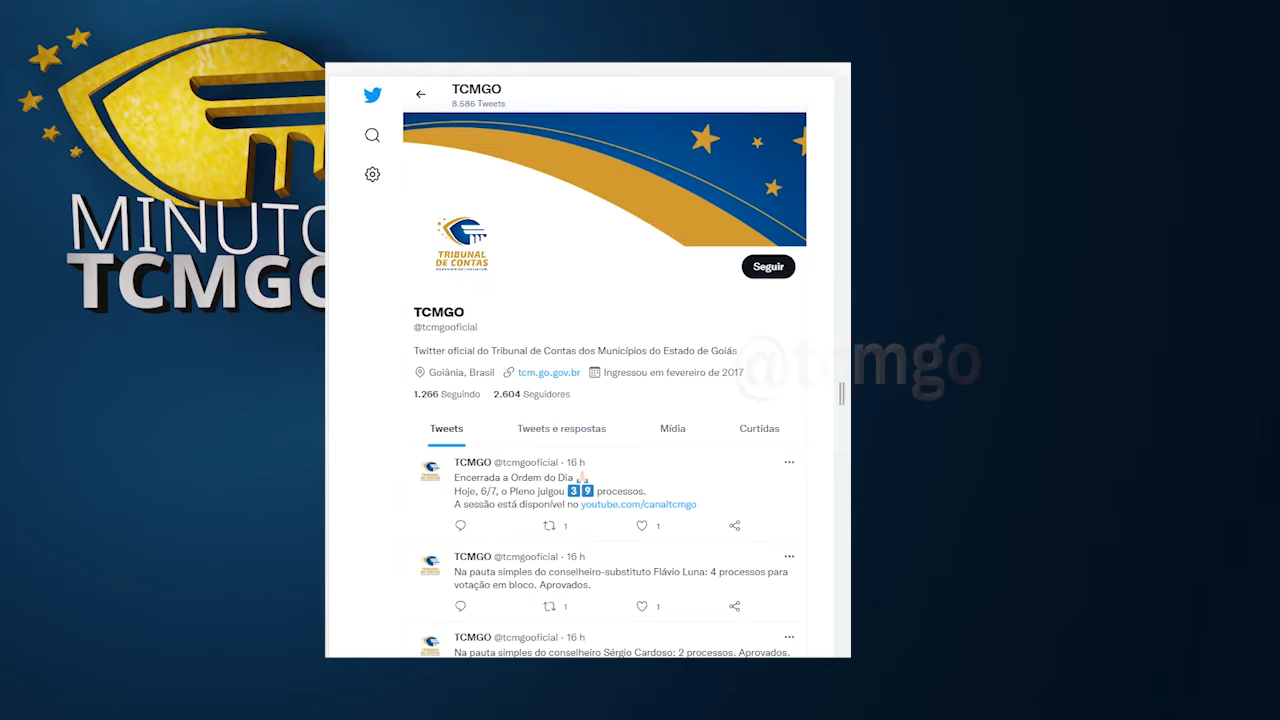 MINUTO
TCMGO
TCMGO
8.586 Tweets
TRIBUNAL
DE CONTAS
Seguir
TCMGO
@tcmgooficial
Twitter oficial do Tribunal de Contas dos Municípios do Estado de Goiás
Goiânia, Brasil tcm.go.gov.br Ingressou em fevereiro de 2017
1.266 Seguindo 2.604 Seguidores
@tcmgo
Tweets Tweets e respostas Mídia Curtidas
TCMGO @tcmgooficial · 16 h
Encerrada a Ordem do Dia 🙏🏻
Hoje, 6/7, o Pleno julgou 3️⃣9️⃣ processos.
A sessão está disponível no youtube.com/canaltcmgo
1 1
TCMGO @tcmgooficial · 16 h
Na pauta simples do conselheiro-substituto Flávio Luna: 4 processos para
votação em bloco. Aprovados.
1 1
TCMGO @tcmgooficial · 16 h
Na pauta simples do conselheiro Sérgio Cardoso: 2 processos. Aprovados.